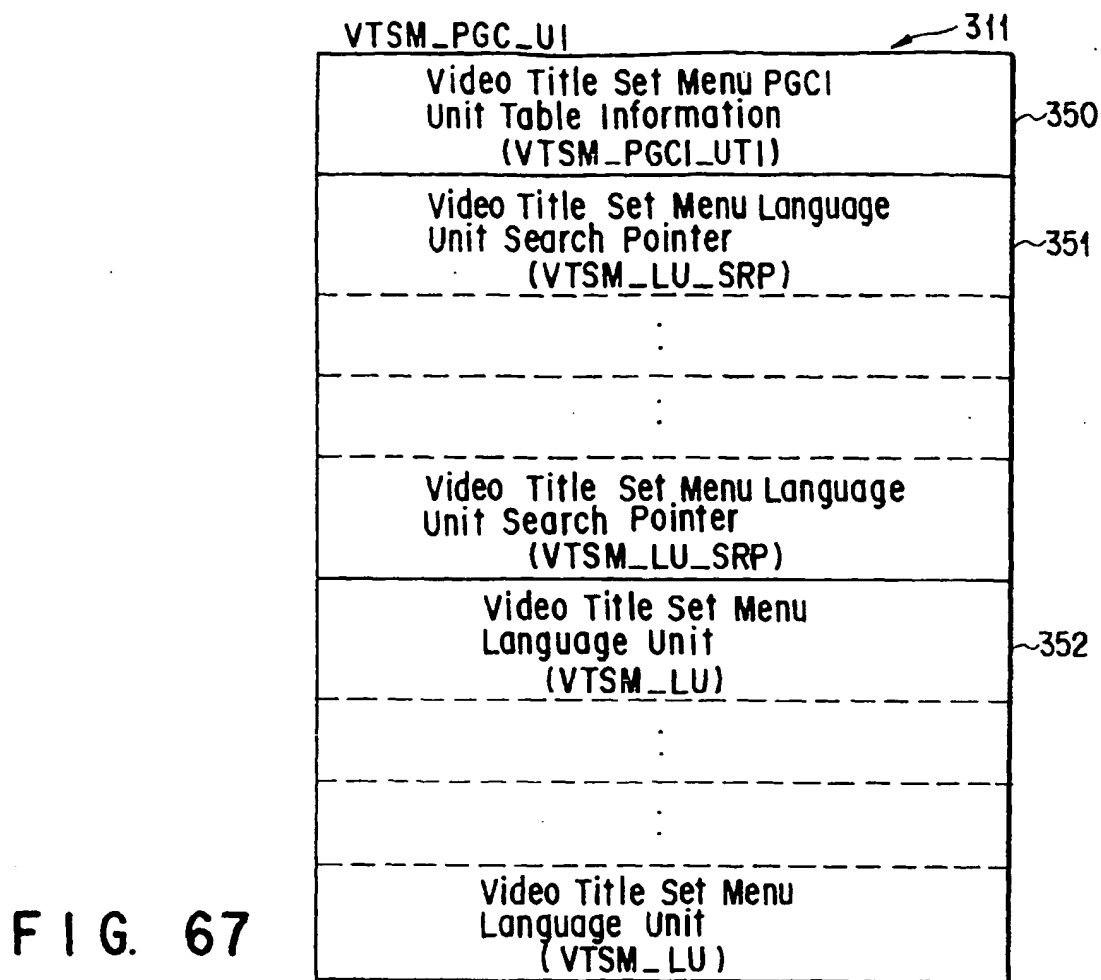 VTSM_PGC_UI
311
Video Title Set Menu PGCI
Unit Table Information
(VTSM_PGCI_UTI)
350
Video Title Set Menu Language
Unit Search Pointer
(VTSM_LU_SRP)
351
Video Title Set Menu Language
Unit Search Pointer
(VTSM_LU_SRP)
Video Title Set Menu
Language Unit
(VTSM_LU)
352
Video Title Set Menu
Language Unit
(VTSM_LU)
FIG. 67